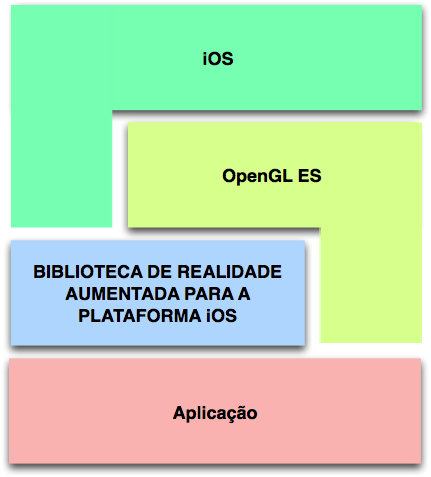 iOS
OpenGL ES
BIBLIOTECA DE REALIDADE
AUMENTADA PARA A
PLATAFORMA iOS
Aplicação